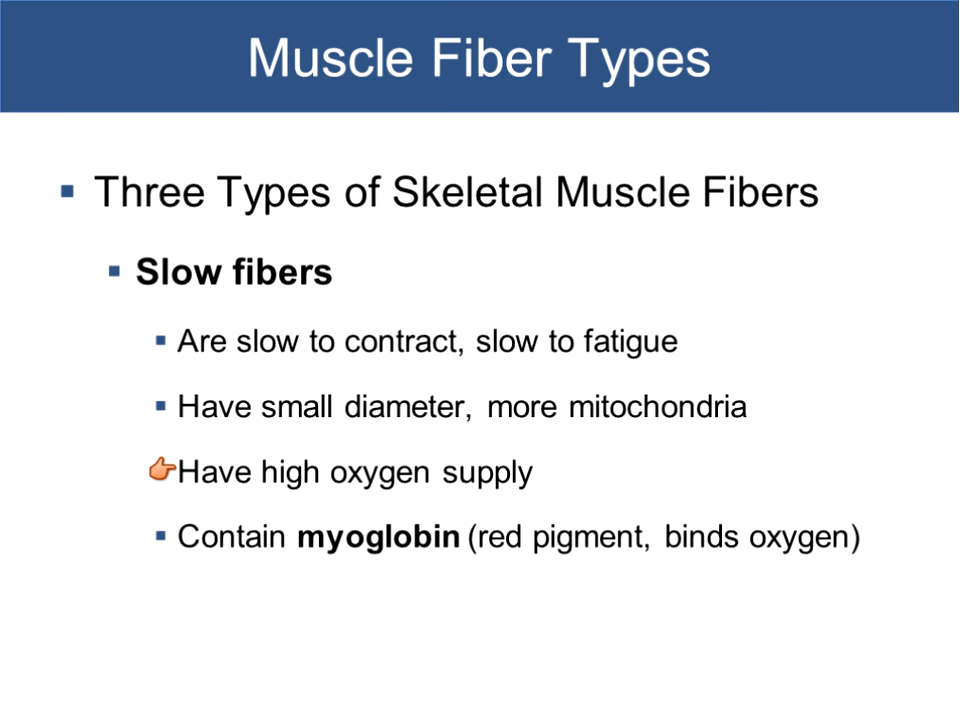 Muscle Fiber Types
Three Types of Skeletal Muscle Fibers
Slow fibers
Are slow to contract, slow to fatigue
Have small diameter, more mitochondria
Have high oxygen supply
Contain myoglobin (red pigment, binds oxygen)